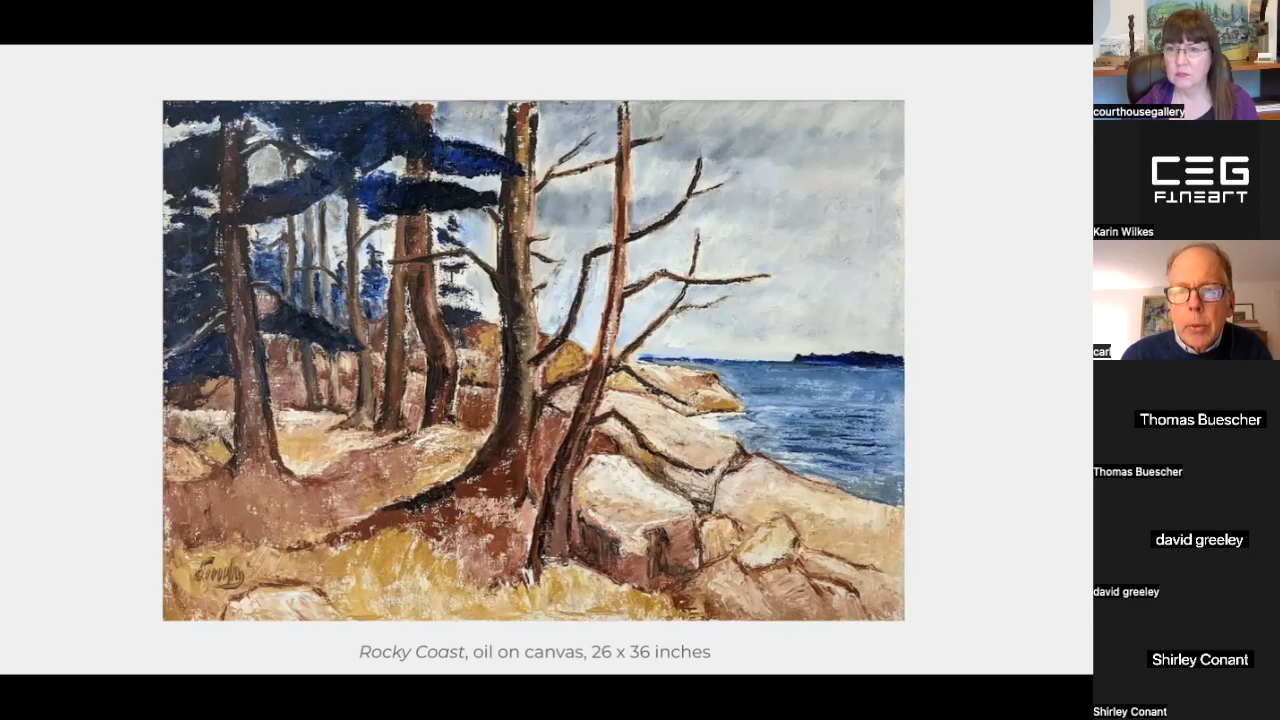 Rocky Coast, oil on canvas, 26 x 36 inches
courthousegallery
CEG
FINEART
Karin Wilkes
carl
Thomas Buescher
Thomas Buescher
david greeley
david greeley
Shirley Conant
Shirley Conant